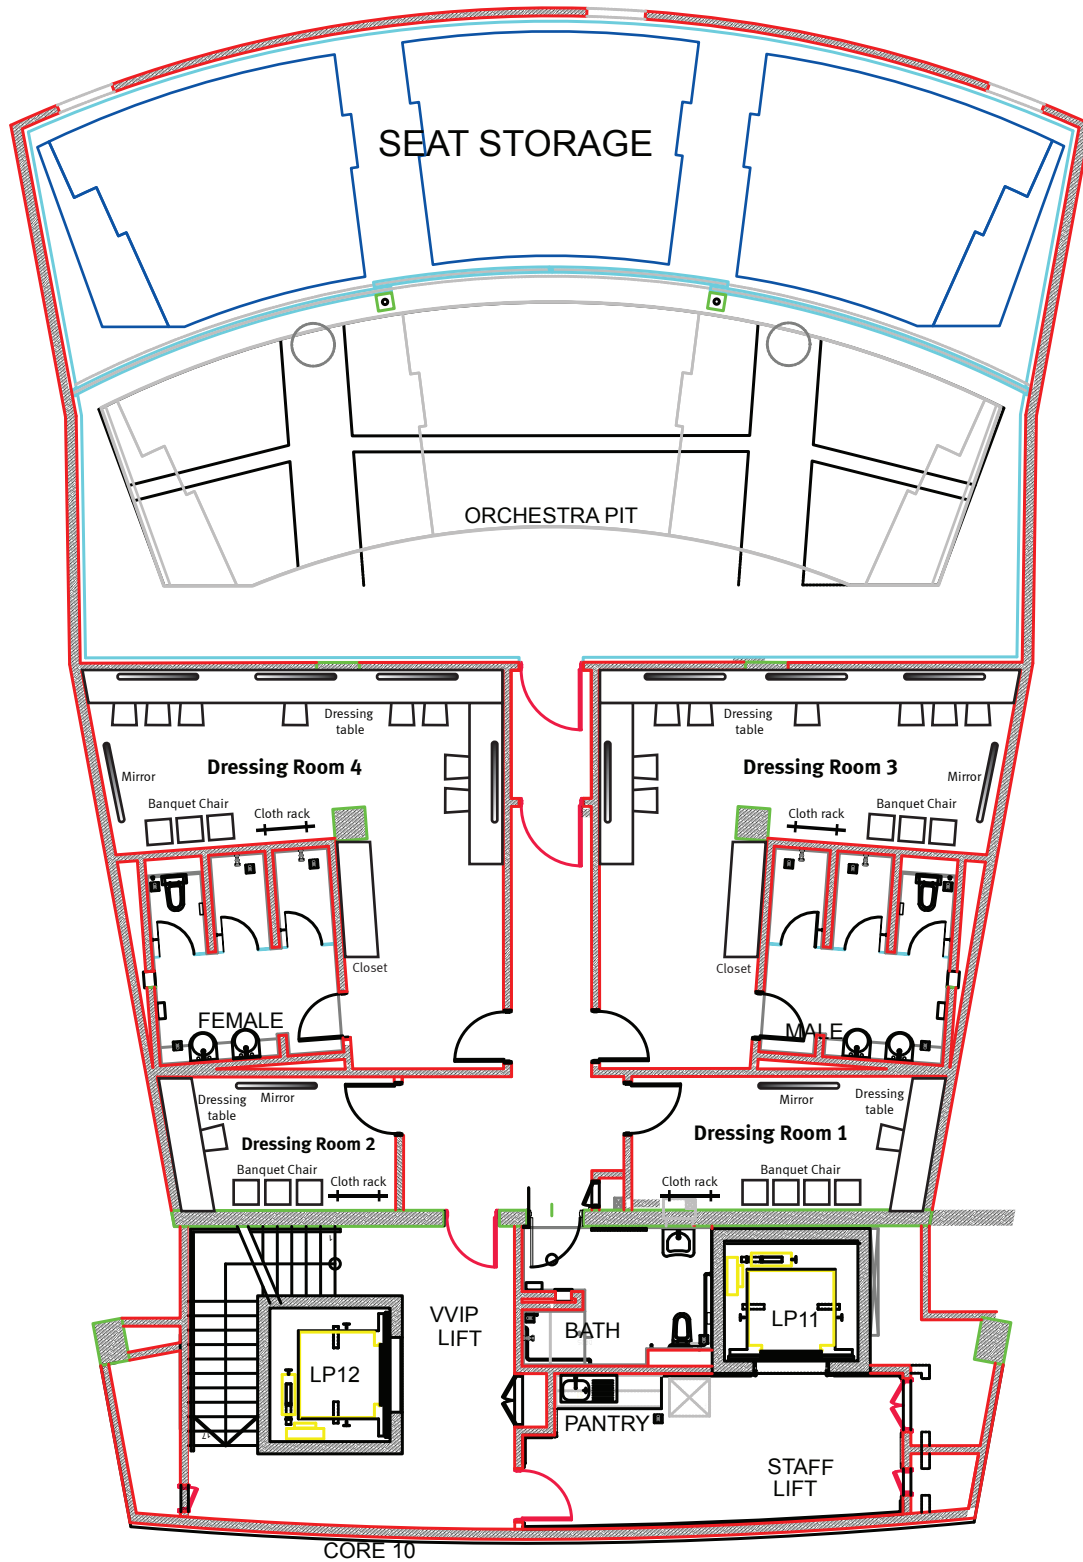 SEAT STORAGE
ORCHESTRA PIT
Dressing
table
Dressing
table
Dressing Room 4
Dressing Room 3
Mirror
Mirror
Banquet Chair
Cloth rack
Cloth rack
Banquet Chair
Closet
Closet
FEMALE
MALE
Dressing
table
Mirror
Mirror
Dressing
table
Dressing Room 2
Dressing Room 1
Banquet Chair
Cloth rack
Cloth rack
Banquet Chair
VVIP
LIFT
BATH
LP11
LP12
PANTRY
STAFF
LIFT
CORE 10